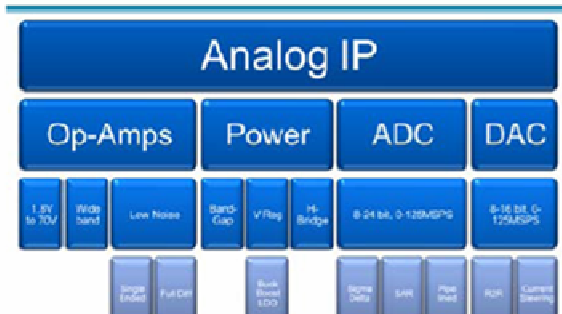 Analog IP
Op-Amps
Power
ADC
DAC
1.8V
to 70V
Wide
band
Low Noise
Band-
Gap
V Reg
H-
Bridge
8-24 bit, 0-125MSPS
8-16 bit, 0-
125MSPS
Single
Ended
Full Diff
Buck
Boost
LDO
Sigma
Delta
SAR
Pipe
lined
R2R
Current
Steering